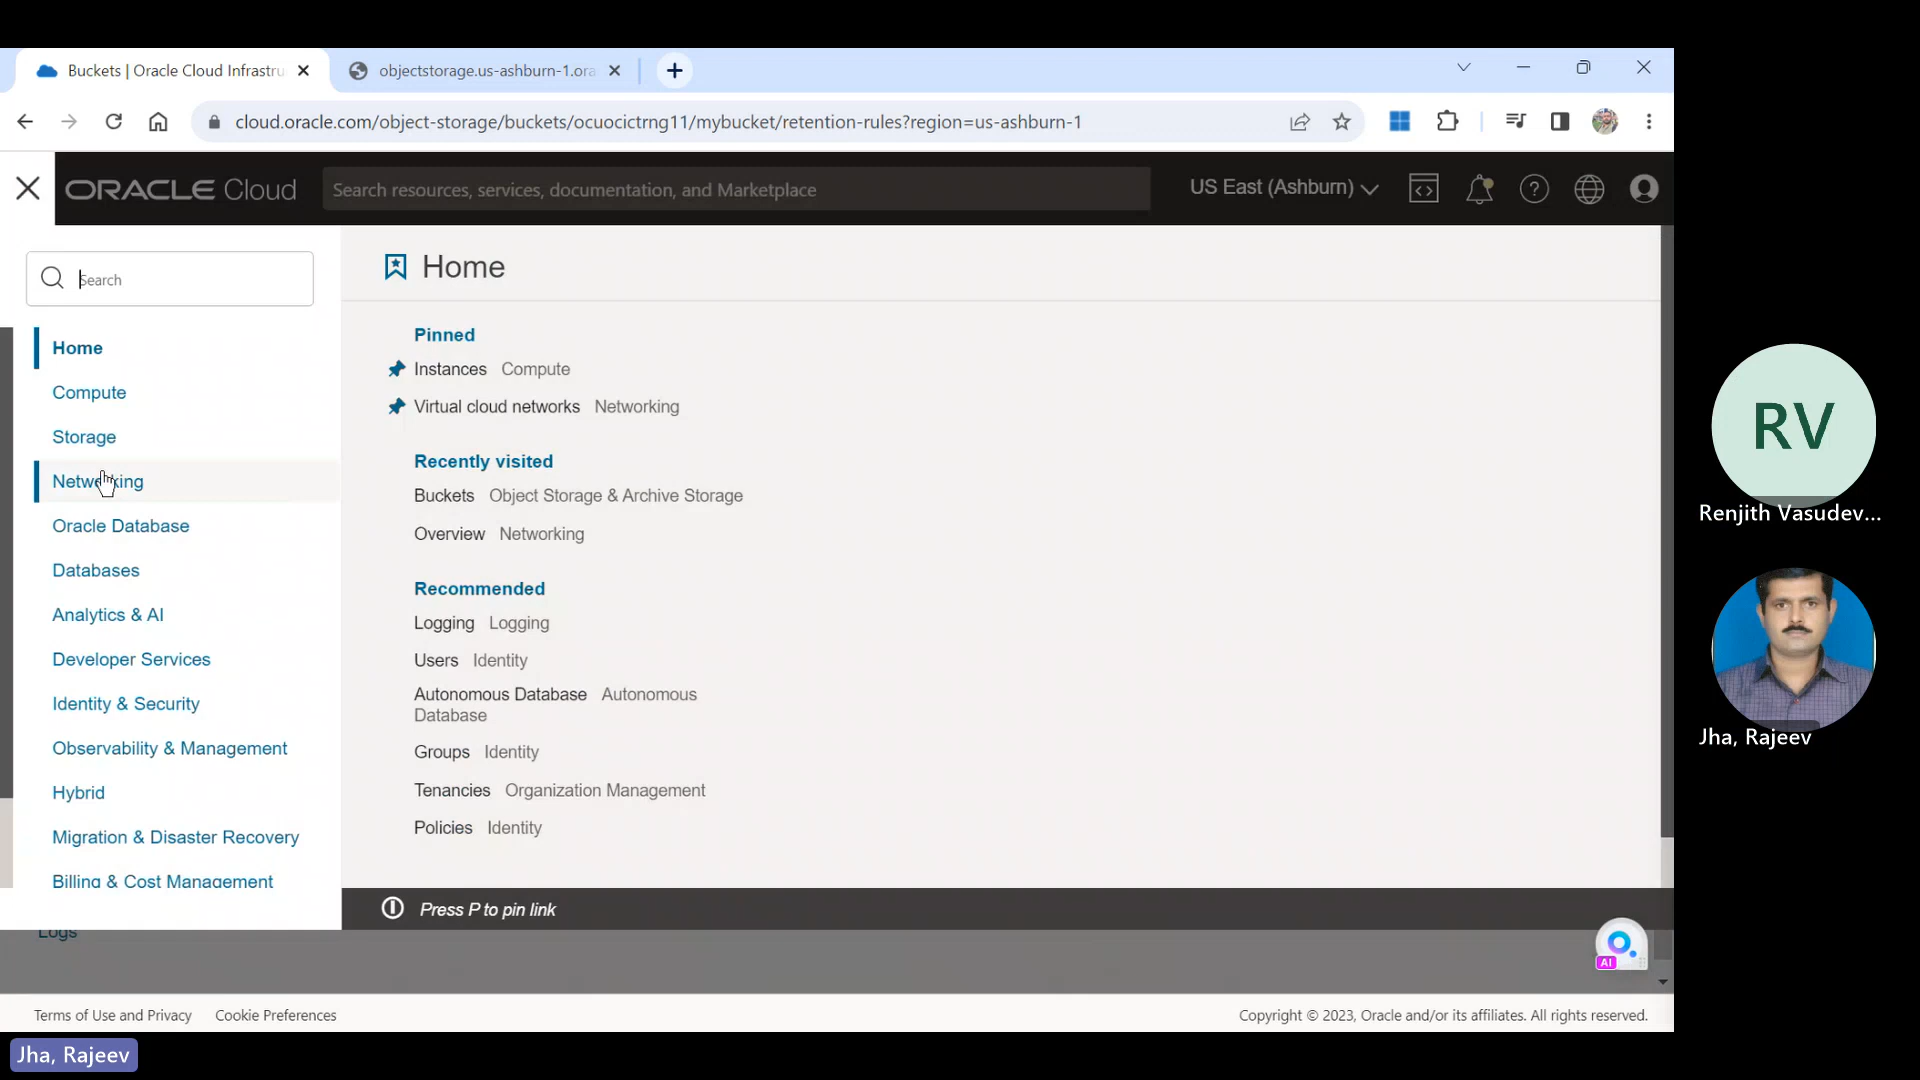 Buckets | Oracle Cloud Infrastru
objectstorage.us-ashburn-1.ora
cloud.oracle.com/object-storage/buckets/ocuocictrng11/mybucket/retention-rules?region=us-ashburn-1
ORACLE Cloud
Search resources, services, documentation, and Marketplace
US East (Ashburn)
Search
Home
Compute
Storage
Networking
Oracle Database
Databases
Analytics & AI
Developer Services
Identity & Security
Observability & Management
Hybrid
Migration & Disaster Recovery
Billing & Cost Management
Home
Pinned
Instances Compute
Virtual cloud networks Networking
Recently visited
Buckets Object Storage & Archive Storage
Overview Networking
Recommended
Logging Logging
Users Identity
Autonomous Database Autonomous
Database
Groups Identity
Tenancies Organization Management
Policies Identity
Press P to pin link
Logs
AI
Terms of Use and Privacy Cookie Preferences
Copyright © 2023, Oracle and/or its affiliates. All rights reserved.
RV
Renjith Vasudev...
Jha, Rajeev
Jha, Rajeev